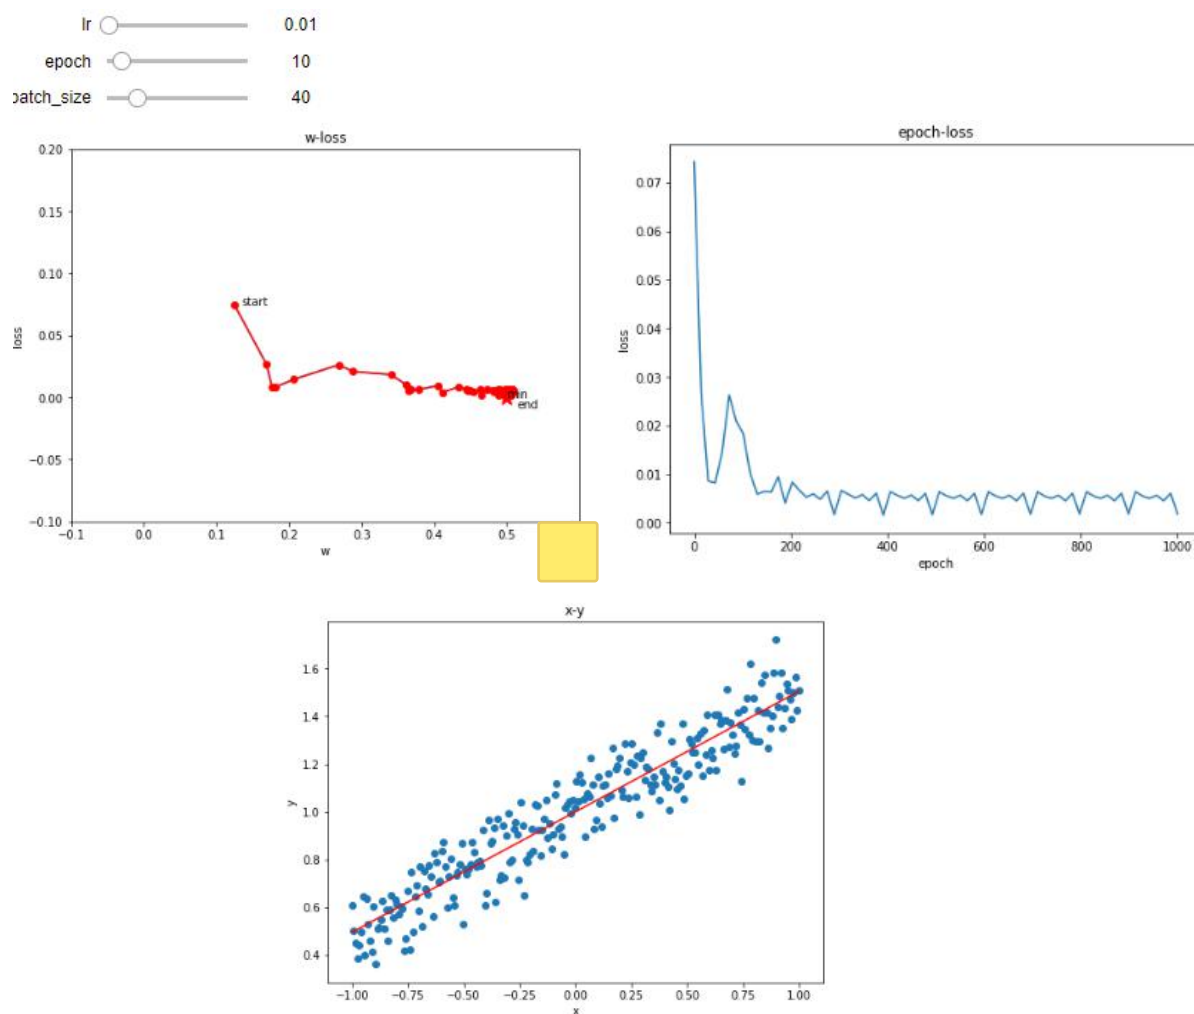 lr 0.01
epoch 10
batch_size 40
w-loss
0.20
0.15
0.10
0.05
0.00
−0.05
−0.10
loss
start
min
end
−0.1 0.0 0.1 0.2 0.3 0.4 0.5
w
epoch-loss
0.07
0.06
0.05
0.04
0.03
0.02
0.01
0.00
loss
0 200 400 600 800 1000
epoch
x-y
1.6
1.4
1.2
1.0
0.8
0.6
0.4
y
−1.00 −0.75 −0.50 −0.25 0.00 0.25 0.50 0.75 1.00
x